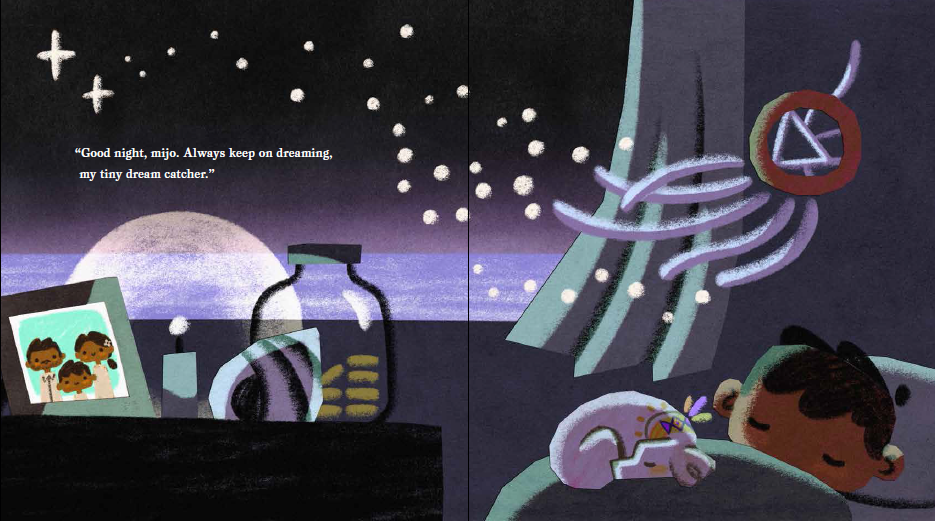 “Good night, mijo. Always keep on dreaming,
my tiny dream catcher.”